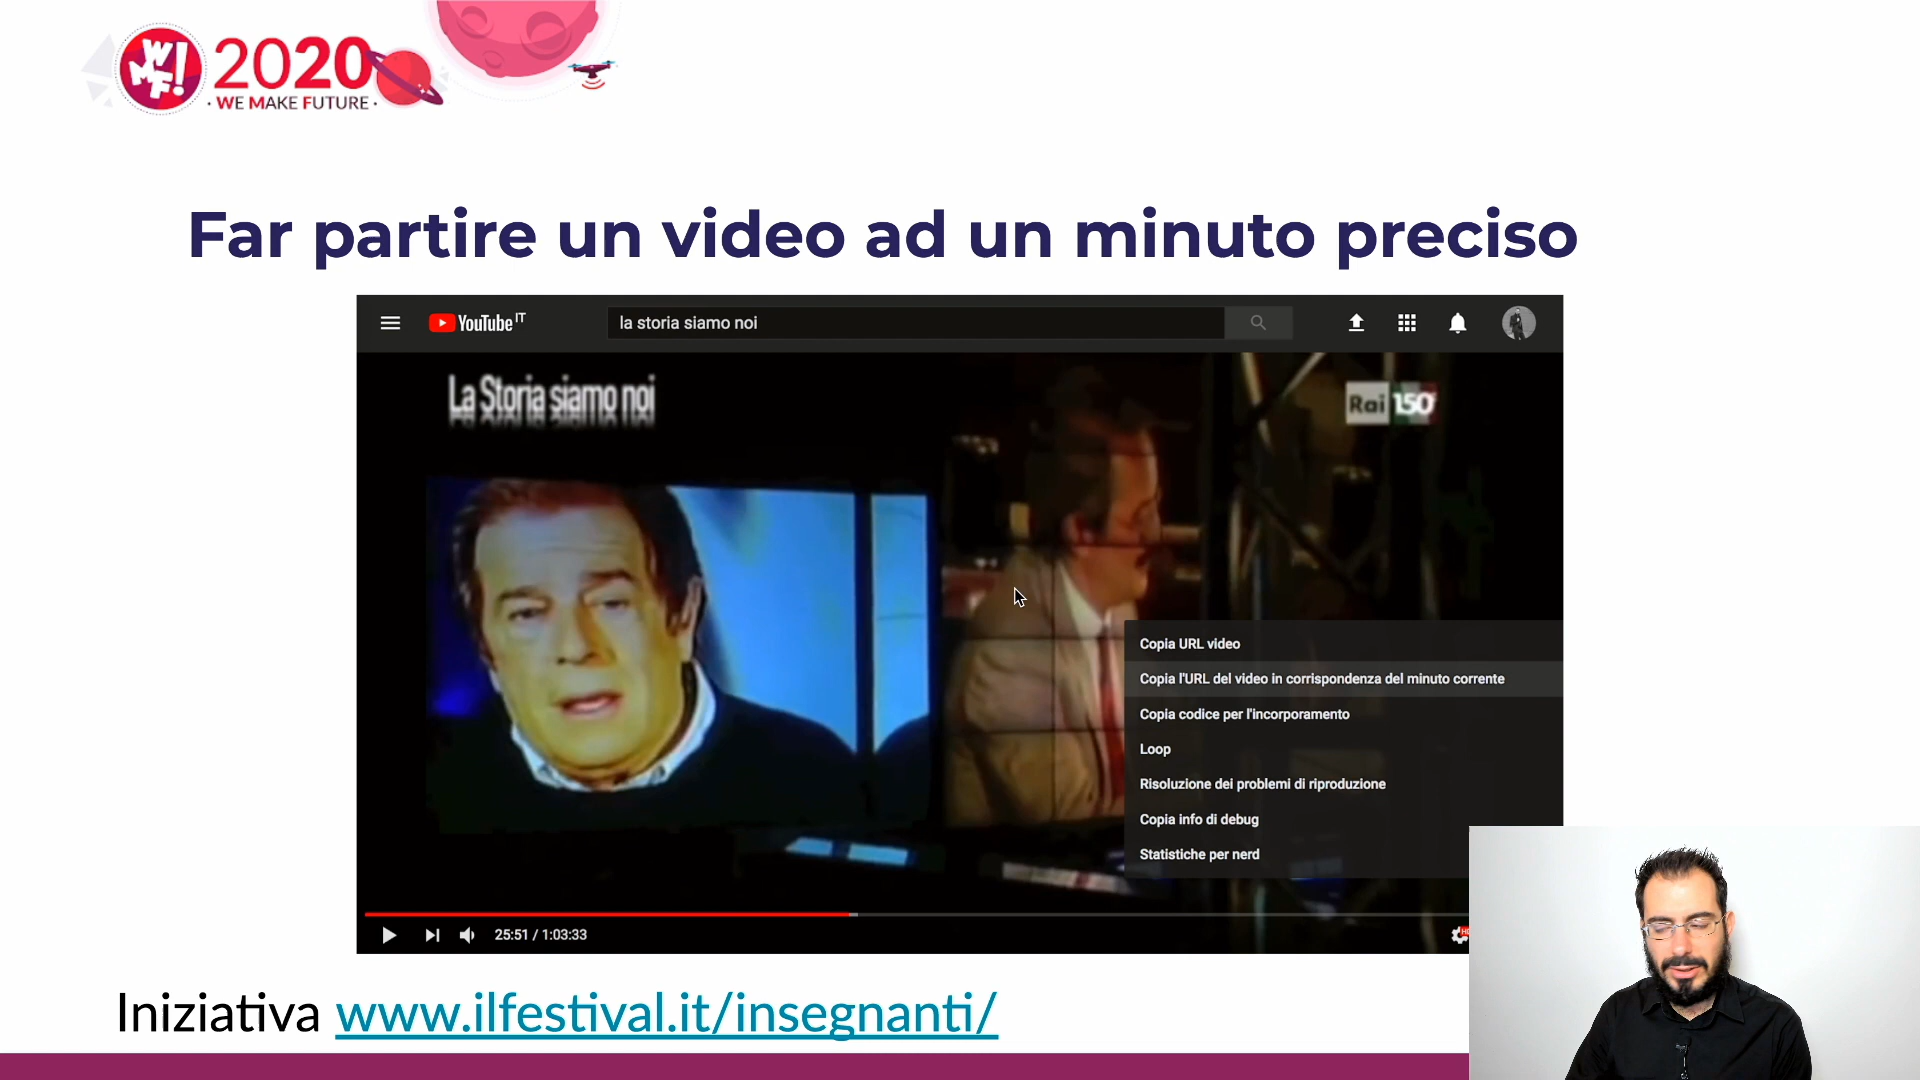 WMF!
2020
· WE MAKE FUTURE ·
Far partire un video ad un minuto preciso
YouTube IT
la storia siamo noi
La Storia siamo noi
Rai 150°
Copia URL video
Copia l'URL del video in corrispondenza del minuto corrente
Copia codice per l'incorporamento
Loop
Risoluzione dei problemi di riproduzione
Copia info di debug
Statistiche per nerd
25:51 / 1:03:33
Iniziativa www.ilfestival.it/insegnanti/